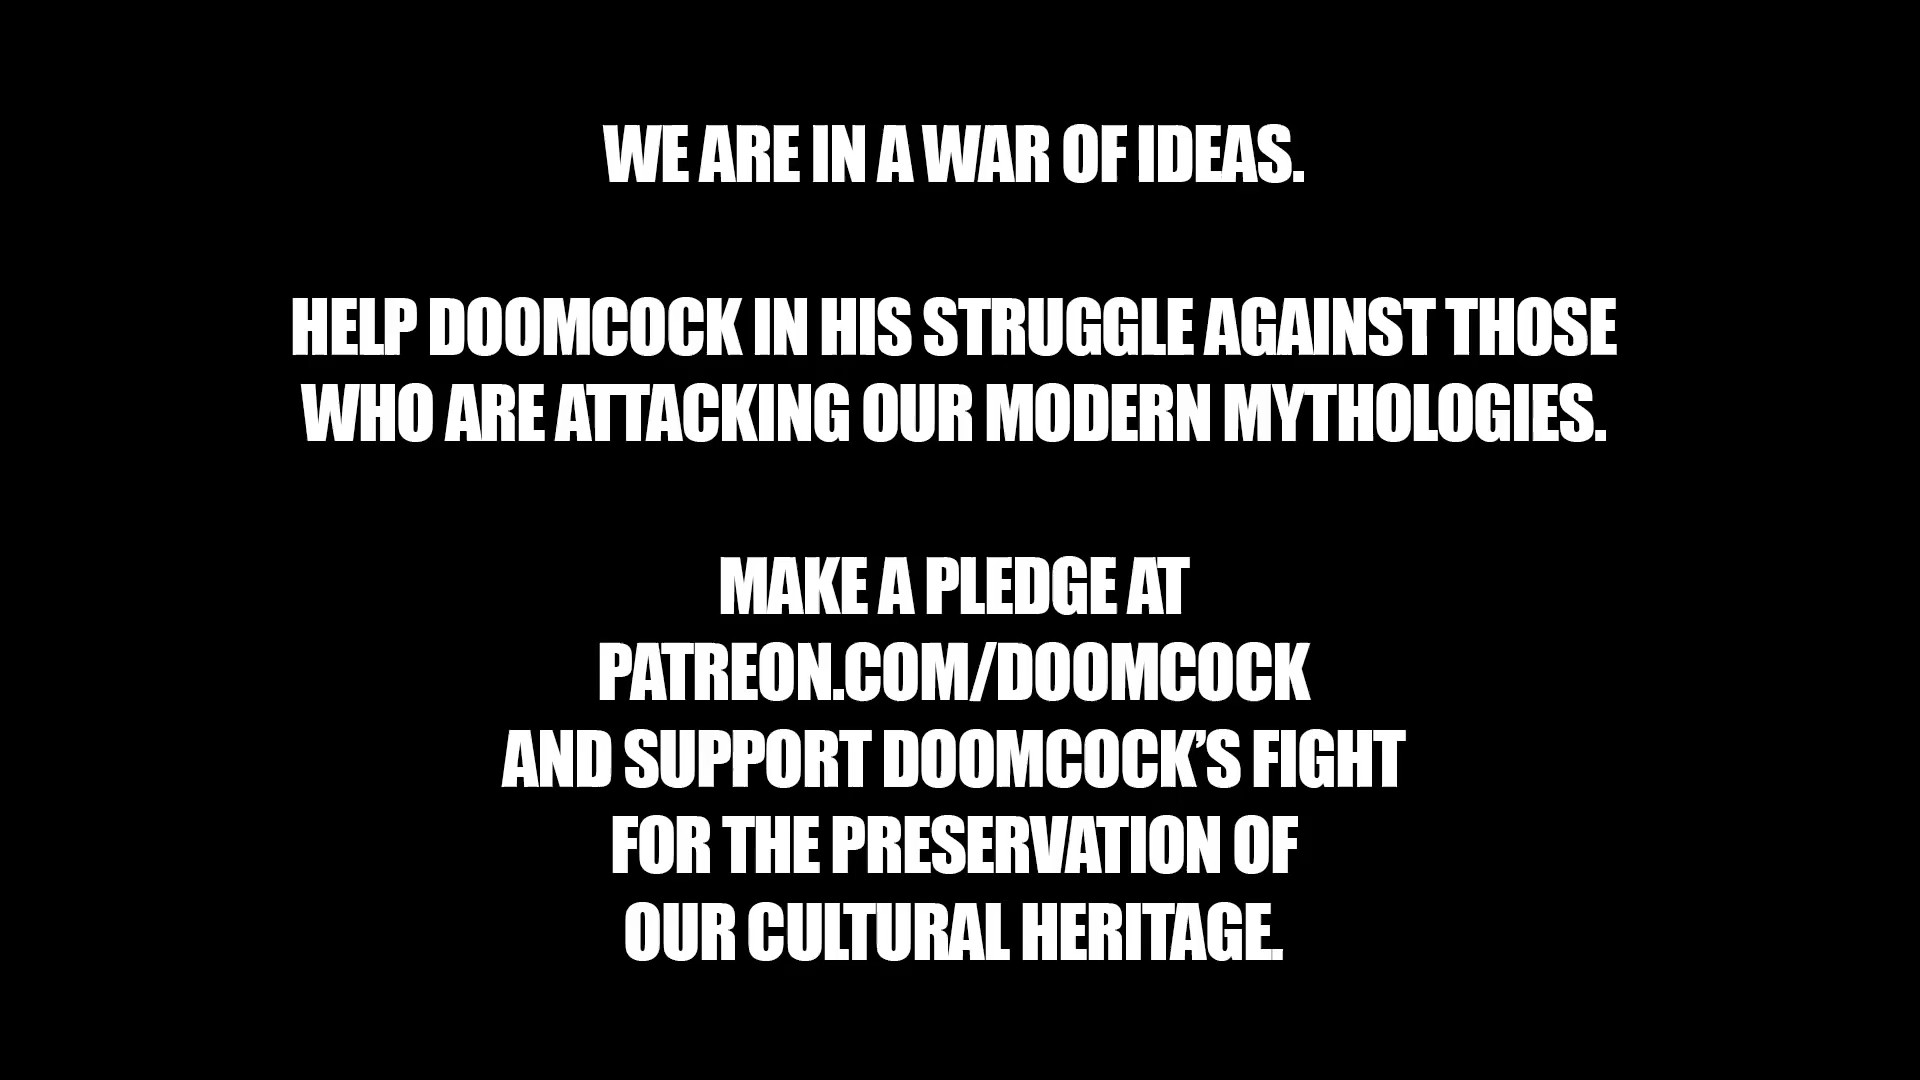 WE ARE IN A WAR OF IDEAS.
HELP DOOMCOCK IN HIS STRUGGLE AGAINST THOSE
WHO ARE ATTACKING OUR MODERN MYTHOLOGIES.
MAKE A PLEDGE AT
PATREON.COM/DOOMCOCK
AND SUPPORT DOOMCOCK’S FIGHT
FOR THE PRESERVATION OF
OUR CULTURAL HERITAGE.